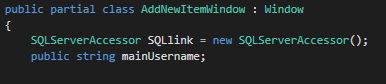 public partial class AddNewItemWindow : Window
{
SQLServerAccessor SQLlink = new SQLServerAccessor();
public string mainUsername;